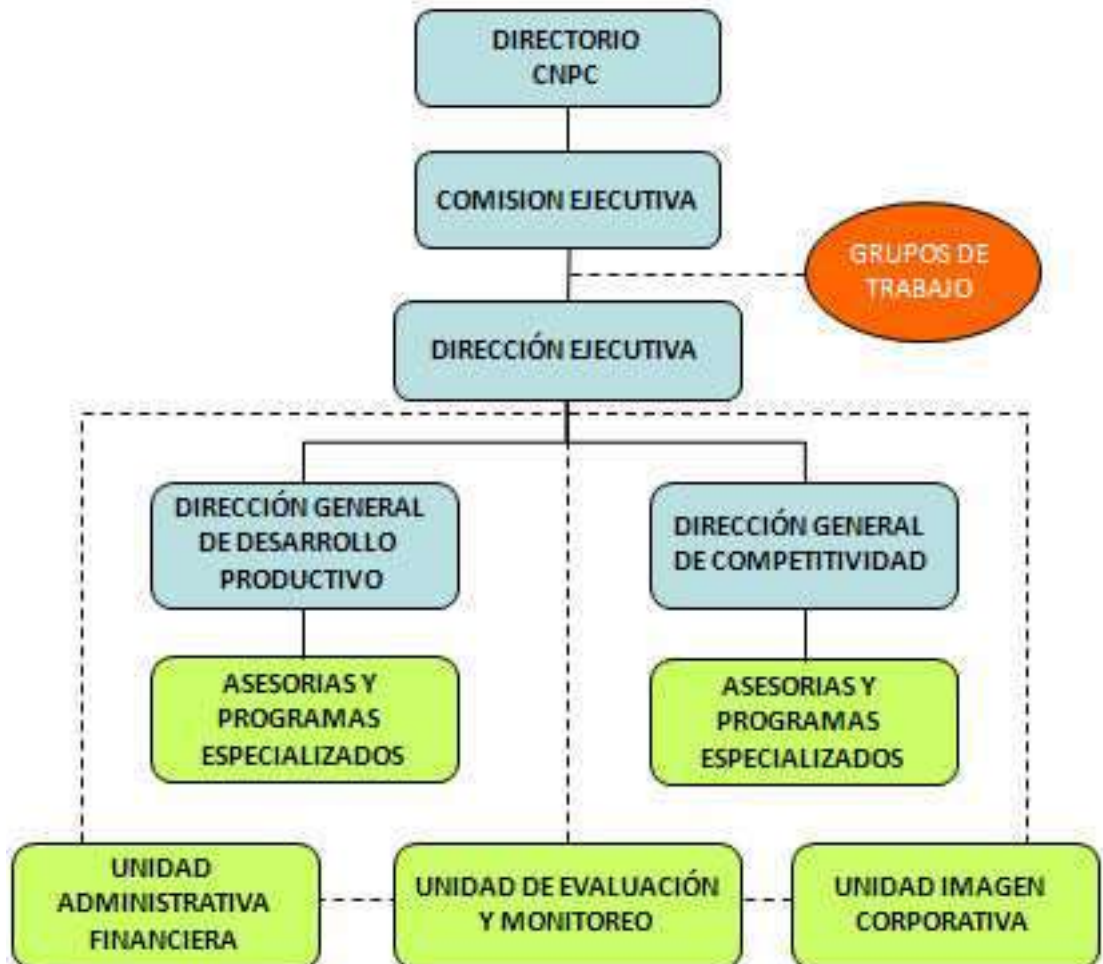 DIRECTORIO
CNPC
COMISION EJECUTIVA
GRUPOS DE
TRABAJO
DIRECCIÓN EJECUTIVA
DIRECCIÓN GENERAL
DE DESARROLLO
PRODUCTIVO
DIRECCIÓN GENERAL
DE COMPETITIVIDAD
ASESORIAS Y
PROGRAMAS
ESPECIALIZADOS
ASESORIAS Y
PROGRAMAS
ESPECIALIZADOS
UNIDAD
ADMINISTRATIVA
FINANCIERA
UNIDAD DE EVALUACIÓN
Y MONITOREO
UNIDAD IMAGEN
CORPORATIVA